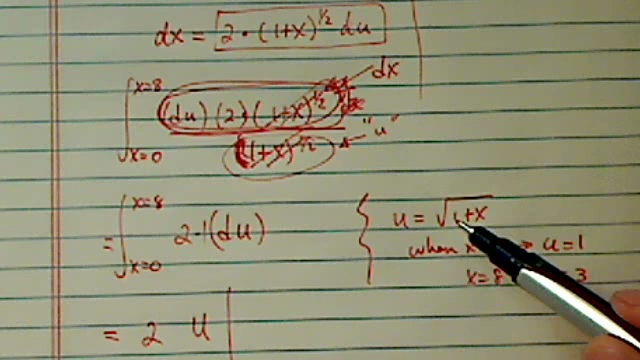 dx = 2 · (1+x)^1/2 du
x=8
dx
∫ (du)(2)(1+x)^1/2
x=0
(1+x)^1/2 "u"
x=8
= ∫ 2·1(du)
x=0
{ u = √1+x
when x ⇒ u=1
x=8 = 3
= 2 u |